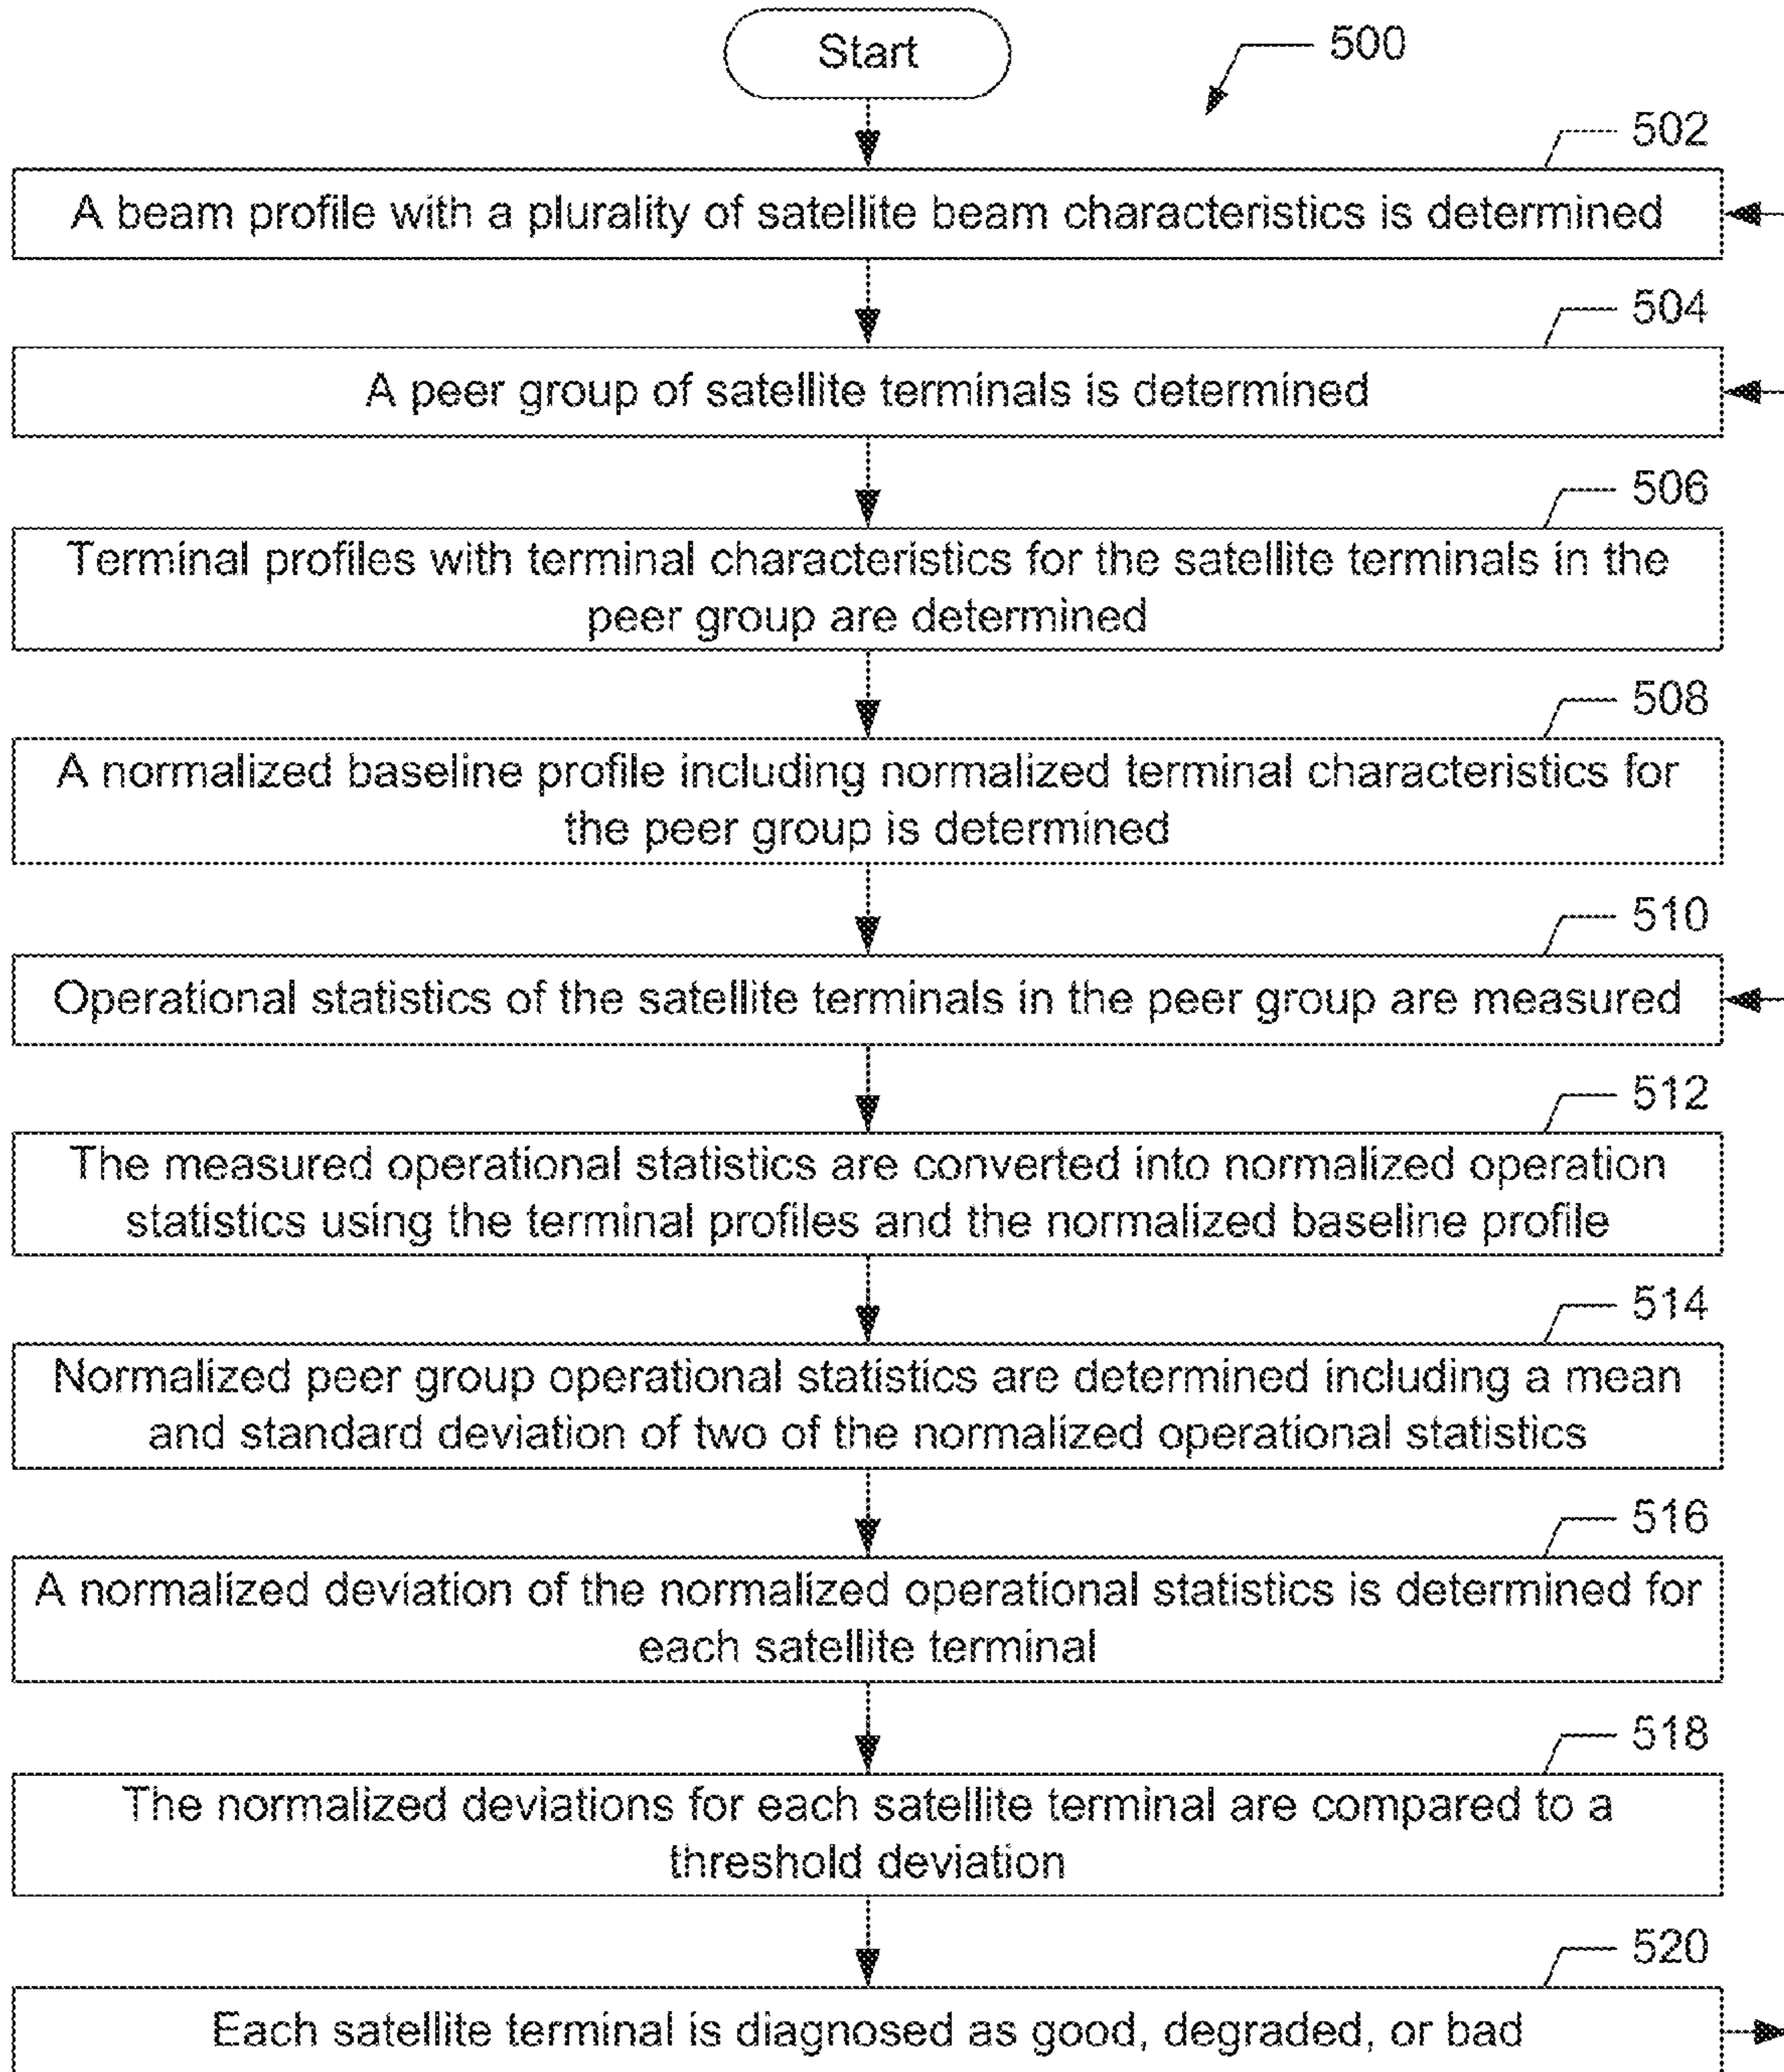 Start
500
502
A beam profile with a plurality of satellite beam characteristics is determined
504
A peer group of satellite terminals is determined
506
Terminal profiles with terminal characteristics for the satellite terminals in the
peer group are determined
508
A normalized baseline profile including normalized terminal characteristics for
the peer group is determined
510
Operational statistics of the satellite terminals in the peer group are measured
512
The measured operational statistics are converted into normalized operation
statistics using the terminal profiles and the normalized baseline profile
514
Normalized peer group operational statistics are determined including a mean
and standard deviation of two of the normalized operational statistics
516
A normalized deviation of the normalized operational statistics is determined for
each satellite terminal
518
The normalized deviations for each satellite terminal are compared to a
threshold deviation
520
Each satellite terminal is diagnosed as good, degraded, or bad